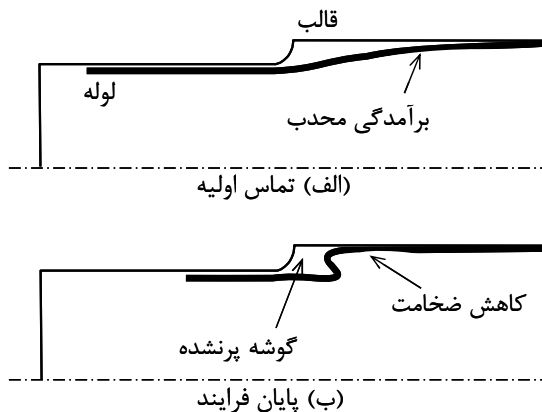 قالب
لوله
برآمدگی محدب
(الف) تماس اولیه
کاهش ضخامت
گوشه پرنشده
(ب) پایان فرایند